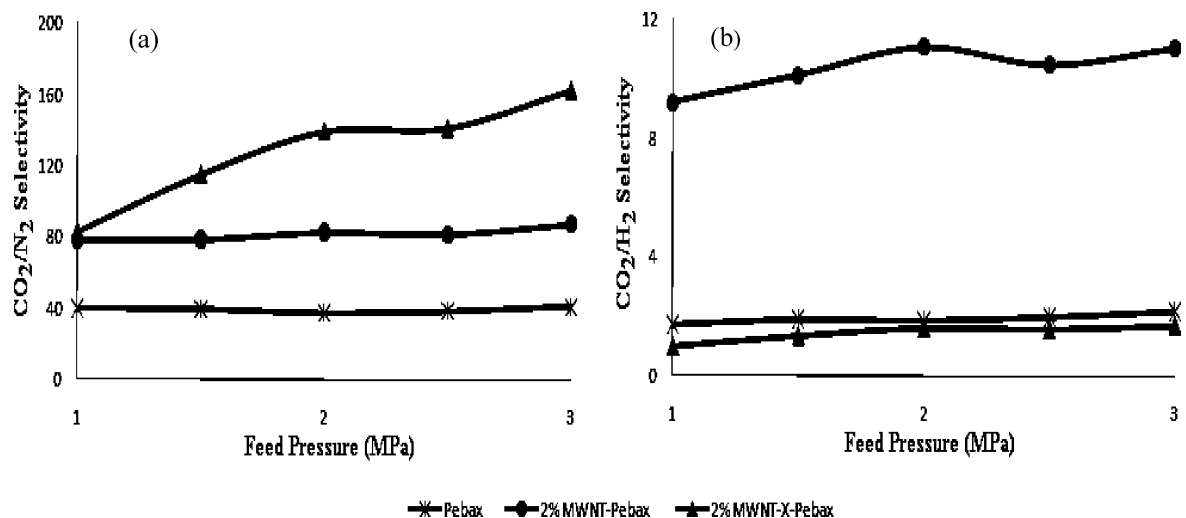 (a)
CO2/N2 Selectivity
200
160
120
80
40
0
1 2 3
Feed Pressure (MPa)
(b)
CO2/H2 Selectivity
12
8
4
0
1 2 3
Feed Pressure (MPa)
Pebax 2% MWNT-Pebax 2% MWNT-X-Pebax